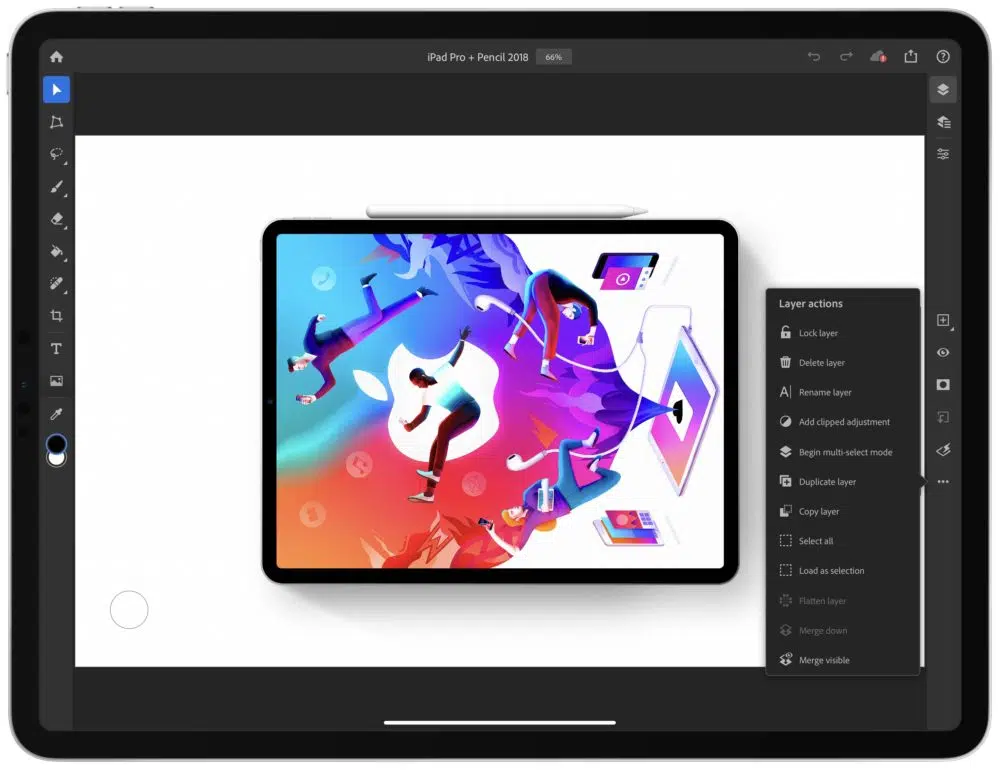 iPad Pro + Pencil 2018 66%
Layer actions
Lock layer
Delete layer
Rename layer
Add clipped adjustment
Begin multi-select mode
Duplicate layer
Copy layer
Select all
Load as selection
Flatten layer
Merge down
Merge visible